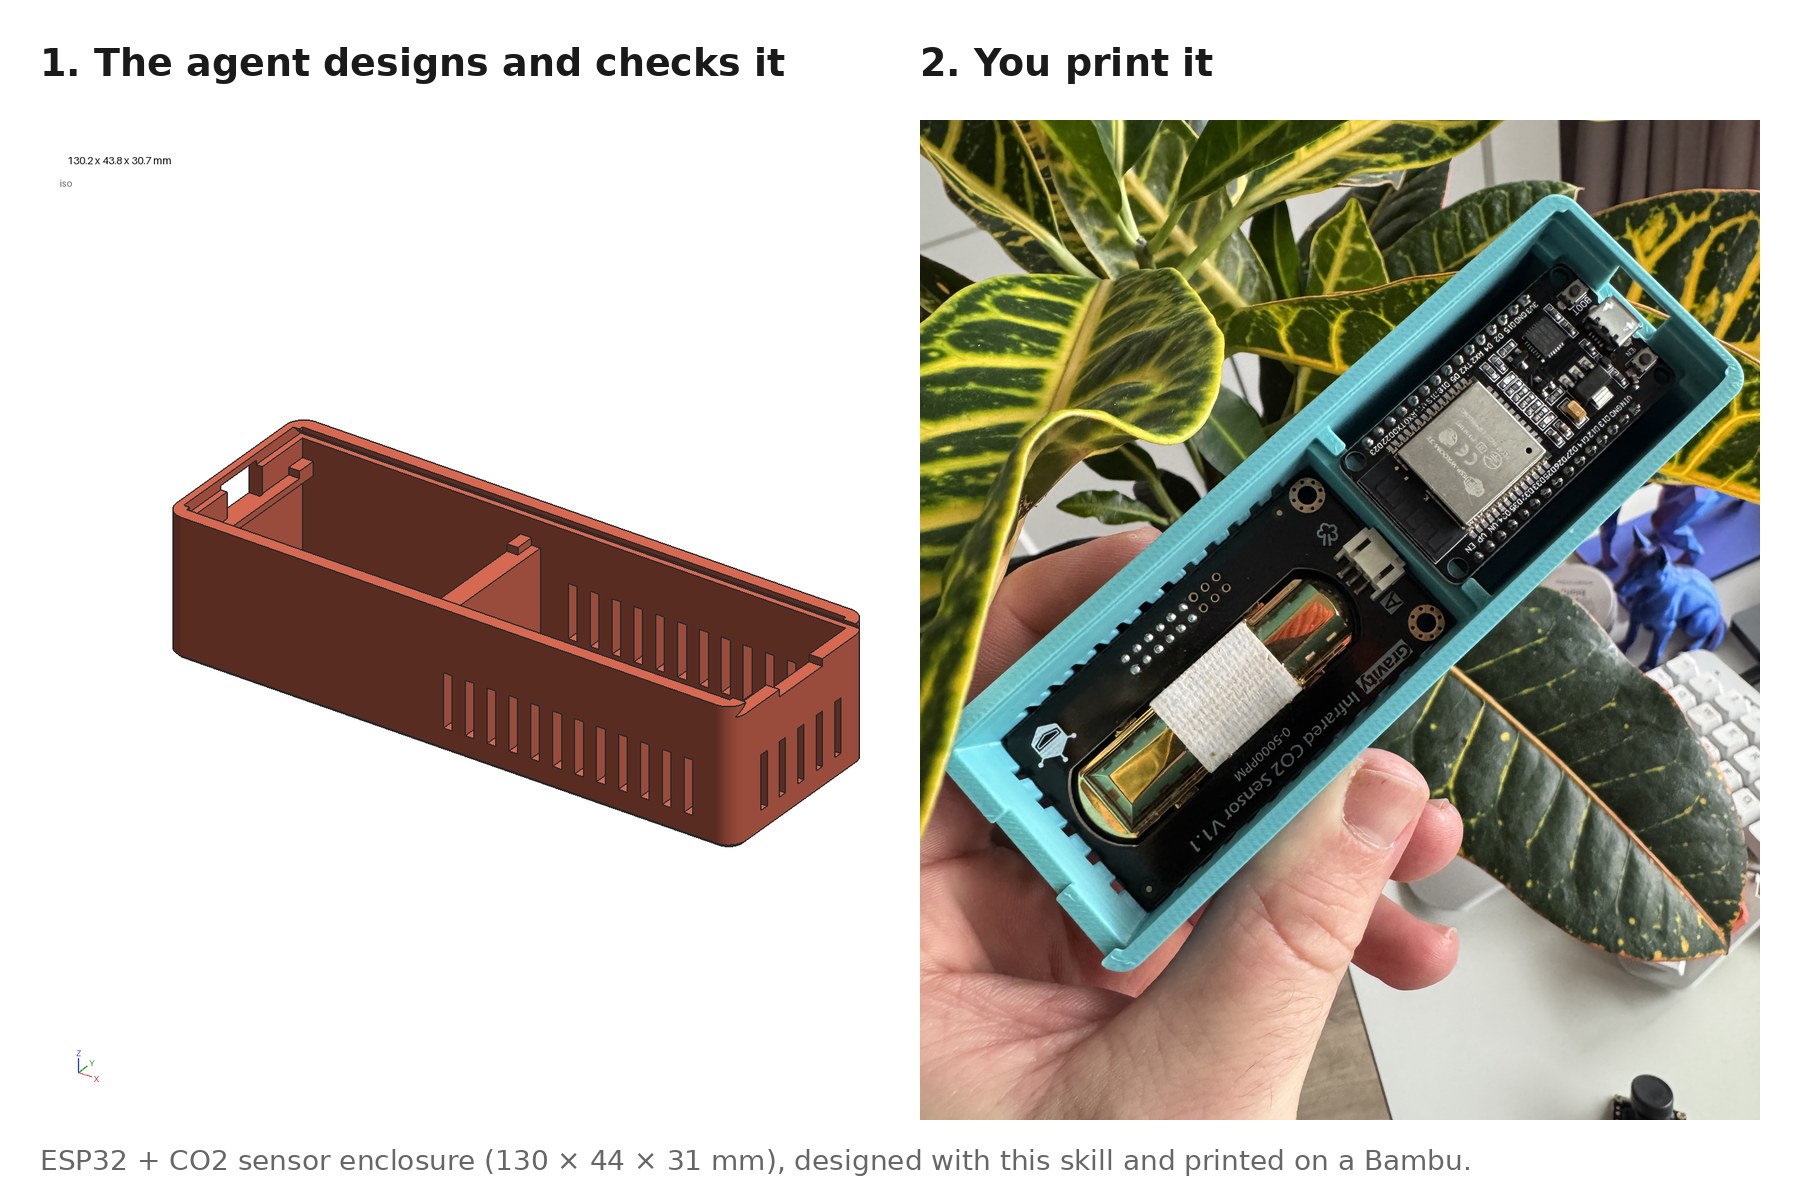 1. The agent designs and checks it
2. You print it
130.2 x 43.8 x 30.7 mm
iso
Z
Y
X
BOOT
EN
Gravity Infrared CO2 Sensor V1.1
0-5000PPM
A
ESP32 + CO2 sensor enclosure (130 × 44 × 31 mm), designed with this skill and printed on a Bambu.